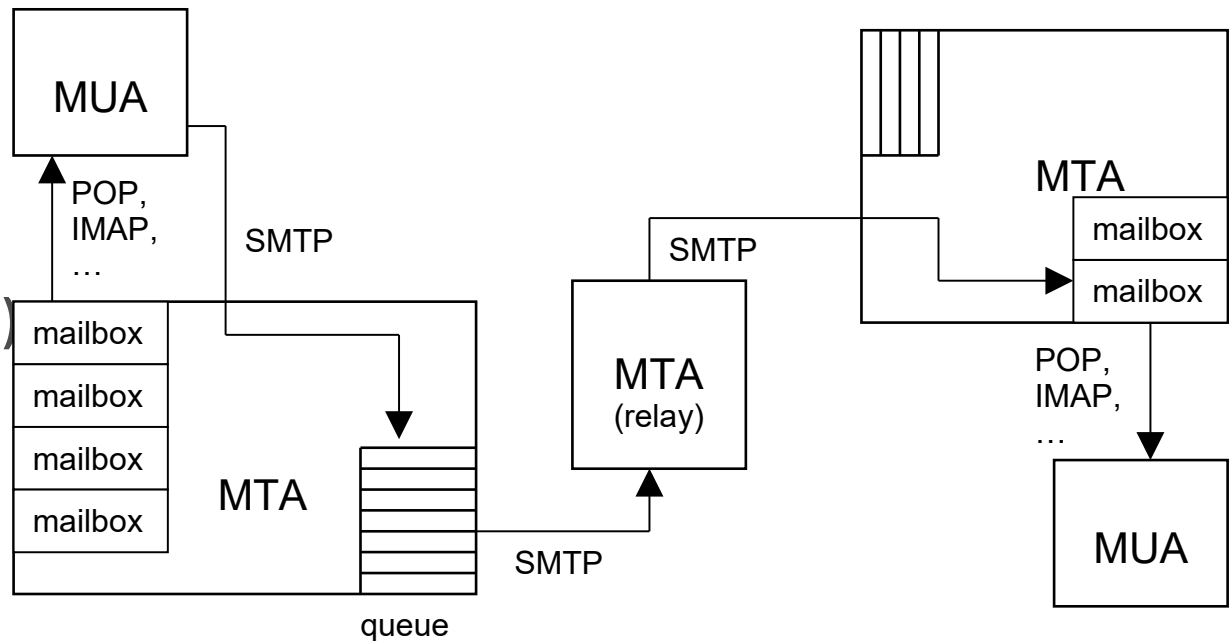 MUA
POP,
IMAP,
…
SMTP
)
mailbox
mailbox
mailbox
mailbox
MTA
queue
SMTP
MTA
(relay)
SMTP
MTA
mailbox
mailbox
POP,
IMAP,
…
MUA